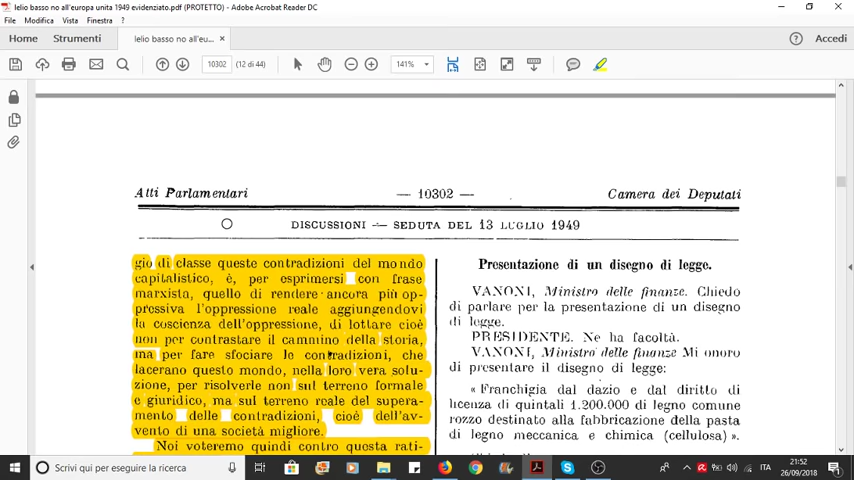 lelio basso no all'europa unita 1949 evidenziato.pdf (PROTETTO) - Adobe Acrobat Reader DC
File Modifica Vista Finestra ?
Home Strumenti lelio basso no all'eu... × Accedi
10302 (12 di 44) 141%
Atti Parlamentari — 10302 — Camera dei Deputati
DISCUSSIONI — SEDUTA DEL 13 LUGLIO 1949
gio di classe queste contradizioni del mondo
capitalistico, è, per esprimersi con frase
marxista, quello di rendere ancora più op-
pressiva l'oppressione reale aggiungendovi
la coscienza dell'oppressione, di lottare cioè
non per contrastare il cammino della storia,
ma per fare sfociare le contradizioni, che
lacerano questo mondo, nella loro vera solu-
zione, per risolverle non sul terreno formale
e giuridico, ma sul terreno reale del supera-
mento delle contradizioni, cioè dell'av-
vento di una società migliore.
Noi voteremo quindi contro questa rati-
Presentazione di un disegno di legge.
VANONI, Ministro delle finanze. Chiedo
di parlare per la presentazione di un disegno
di legge.
PRESIDENTE. Ne ha facoltà.
VANONI, Ministro delle finanze Mi onoro
di presentare il disegno di legge:
« Franchigia dal dazio e dal diritto di
licenza di quintali 1.200.000 di legno comune
rozzo destinato alla fabbricazione della pasta
di legno meccanica e chimica (cellulosa) ».
Scrivi qui per eseguire la ricerca
ITA
21:52
26/09/2018